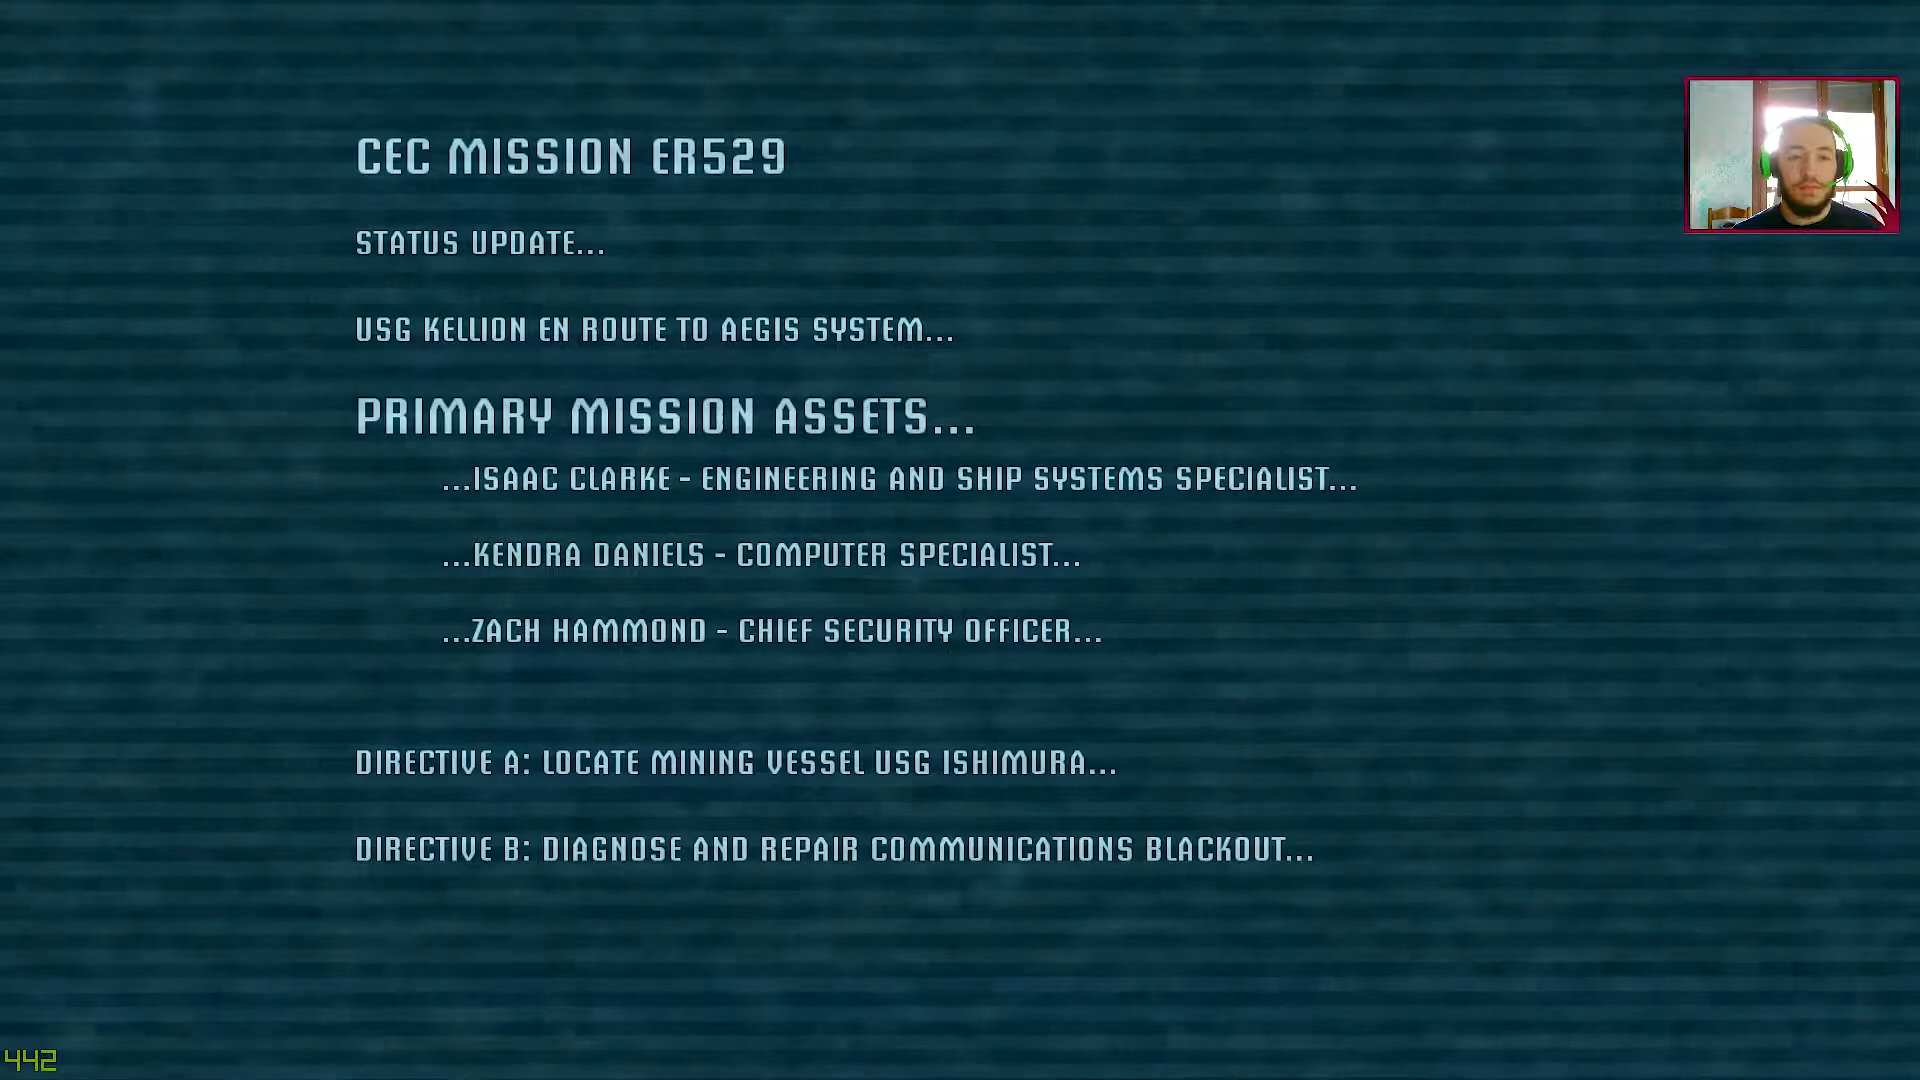 CEC MISSION ER529
STATUS UPDATE...
USG KELLION EN ROUTE TO AEGIS SYSTEM...
PRIMARY MISSION ASSETS...
...ISAAC CLARKE - ENGINEERING AND SHIP SYSTEMS SPECIALIST...
...KENDRA DANIELS - COMPUTER SPECIALIST...
...ZACH HAMMOND - CHIEF SECURITY OFFICER...
DIRECTIVE A: LOCATE MINING VESSEL USG ISHIMURA...
DIRECTIVE B: DIAGNOSE AND REPAIR COMMUNICATIONS BLACKOUT...
442